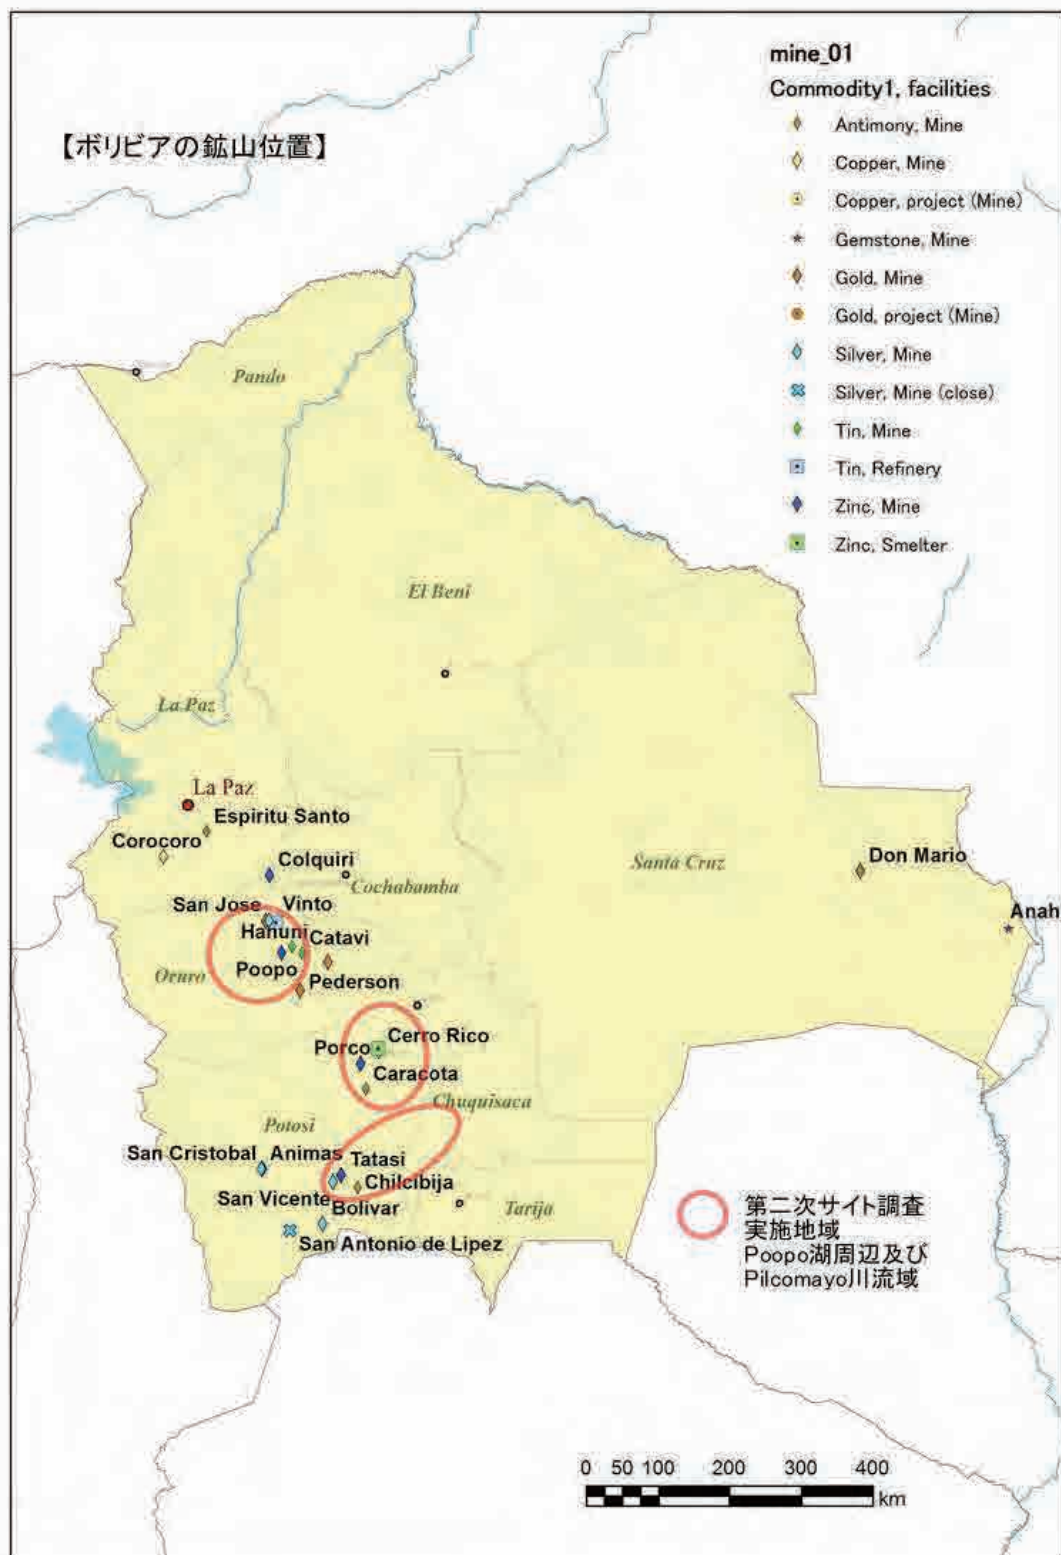 mine_01
Commodity1, facilities
Antimony, Mine
Copper, Mine
Copper, project (Mine)
Gemstone, Mine
Gold, Mine
Gold, project (Mine)
Silver, Mine
Silver, Mine (close)
Tin, Mine
Tin, Refinery
Zinc, Mine
Zinc, Smelter
【ボリビアの鉱山位置】
Pando
El Beni
La Paz
La Paz
Espiritu Santo
Corocoro
Colquiri
Cochabamba
Santa Cruz
Don Mario
Anah
San Jose
Vinto
Hanuni
Catavi
Poopo
Oruro
Pederson
Porco
Cerro Rico
Caracota
Chuquisaca
Potosi
San Cristobal
Animas
Tatasi
Chilcibija
San Vicente
Bolivar
Tarija
San Antonio de Lipez
第二次サイト調査
実施地域
Poopo湖周辺及び
Pilcomayo川流域
0 50 100 200 300 400
km